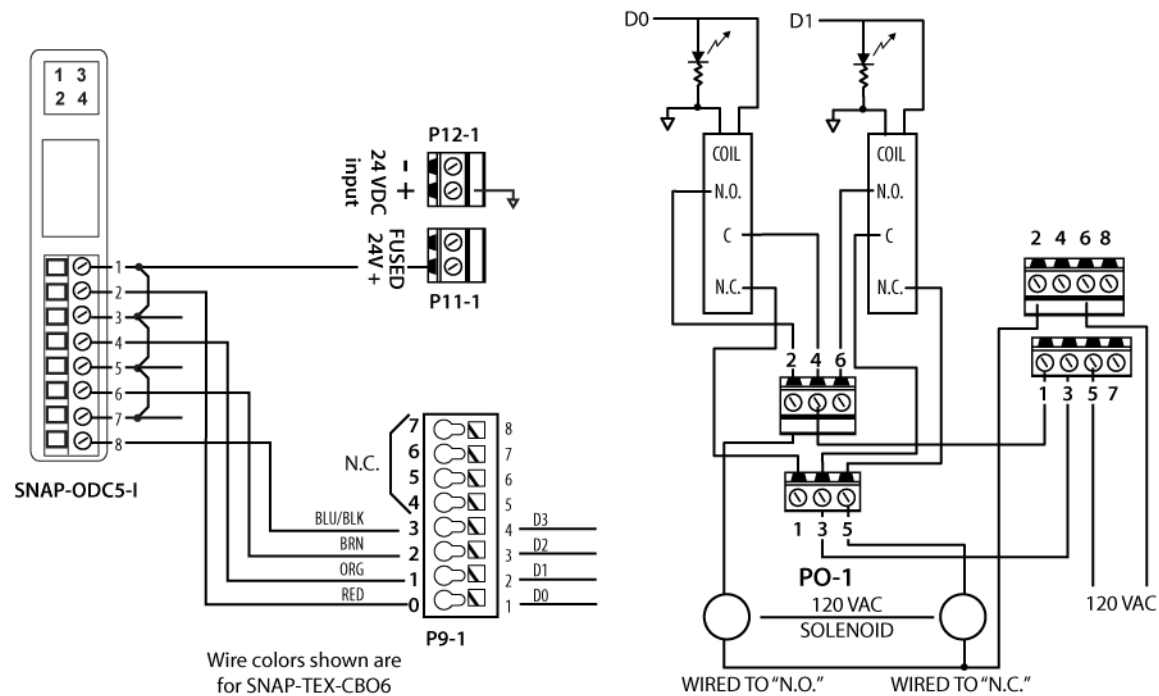 1 3
2 4
1
2
3
4
5
6
7
8
SNAP-ODC5-I
P12-1
- +
24 VDC
input
FUSED
24V +
P11-1
N.C.
7 8
6 7
5 6
4 5
BLU/BLK 3 4 D3
BRN 2 3 D2
ORG 1 2 D1
RED 0 1 D0
P9-1
Wire colors shown are
for SNAP-TEX-CBO6
D0
D1
COIL
N.O.
C
N.C.
COIL
N.O.
C
N.C.
2 4 6
1 3 5
PO-1
2 4 6 8
1 3 5 7
120 VAC
120 VAC
SOLENOID
WIRED TO "N.O."
WIRED TO "N.C."